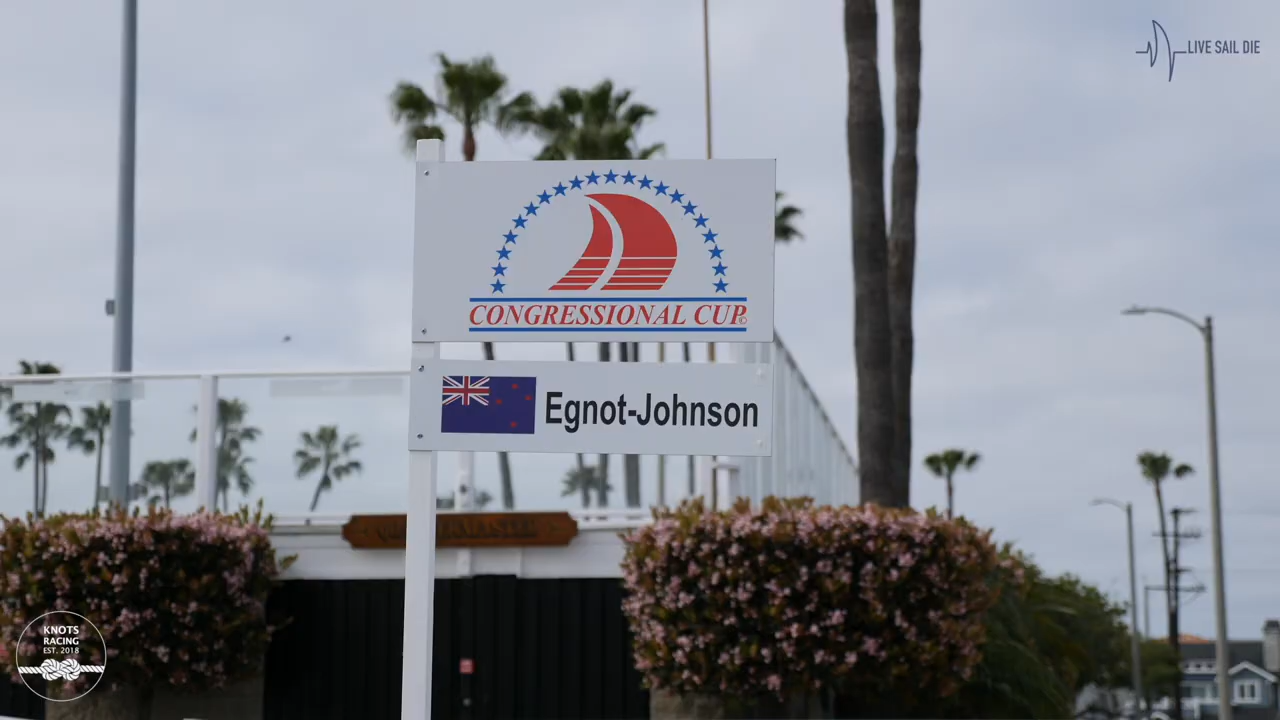 LIVE SAIL DIE
CONGRESSIONAL CUP
©
Egnot-Johnson
KNOTS
RACING
EST. 2018